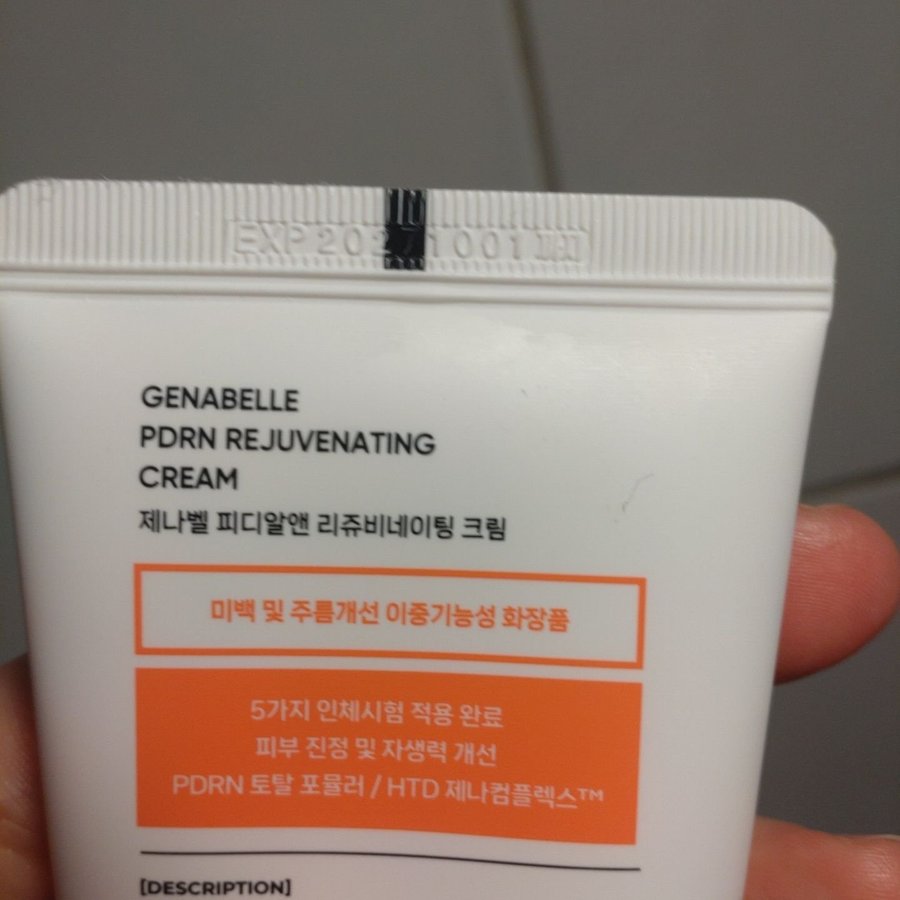 EXP 20271001
GENABELLE
PDRN REJUVENATING
CREAM
제나벨 피디알앤 리쥬비네이팅 크림
미백 및 주름개선 이중기능성 화장품
5가지 인체시험 적용 완료
피부 진정 및 자생력 개선
PDRN 토탈 포뮬러 / HTD 제나컴플렉스™
[DESCRIPTION]